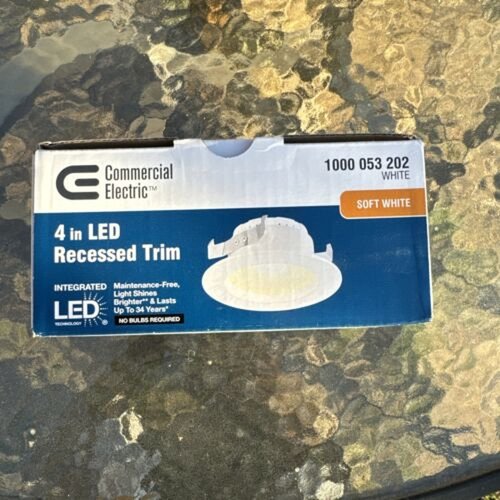 Commercial
Electric™
1000 053 202
WHITE
SOFT WHITE
4 in LED
Recessed Trim
INTEGRATED
LED
TECHNOLOGY
®
Maintenance-Free,
Light Shines
Brighter** & Lasts
Up To 34 Years*
NO BULBS REQUIRED